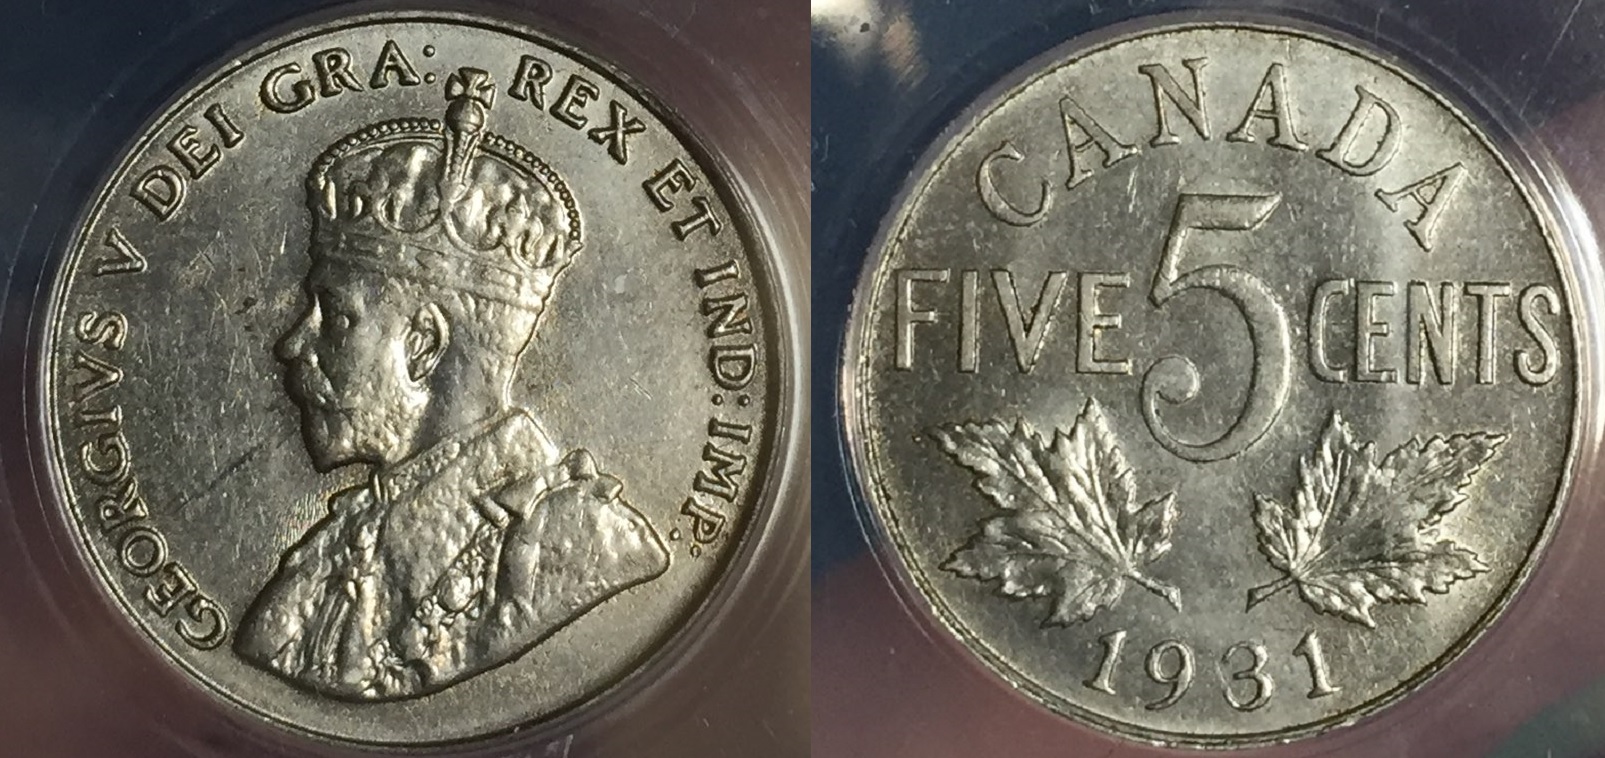 GEORGIVS V DEI GRA: REX ET IND: IMP:
CANADA
FIVE 5 CENTS
1931